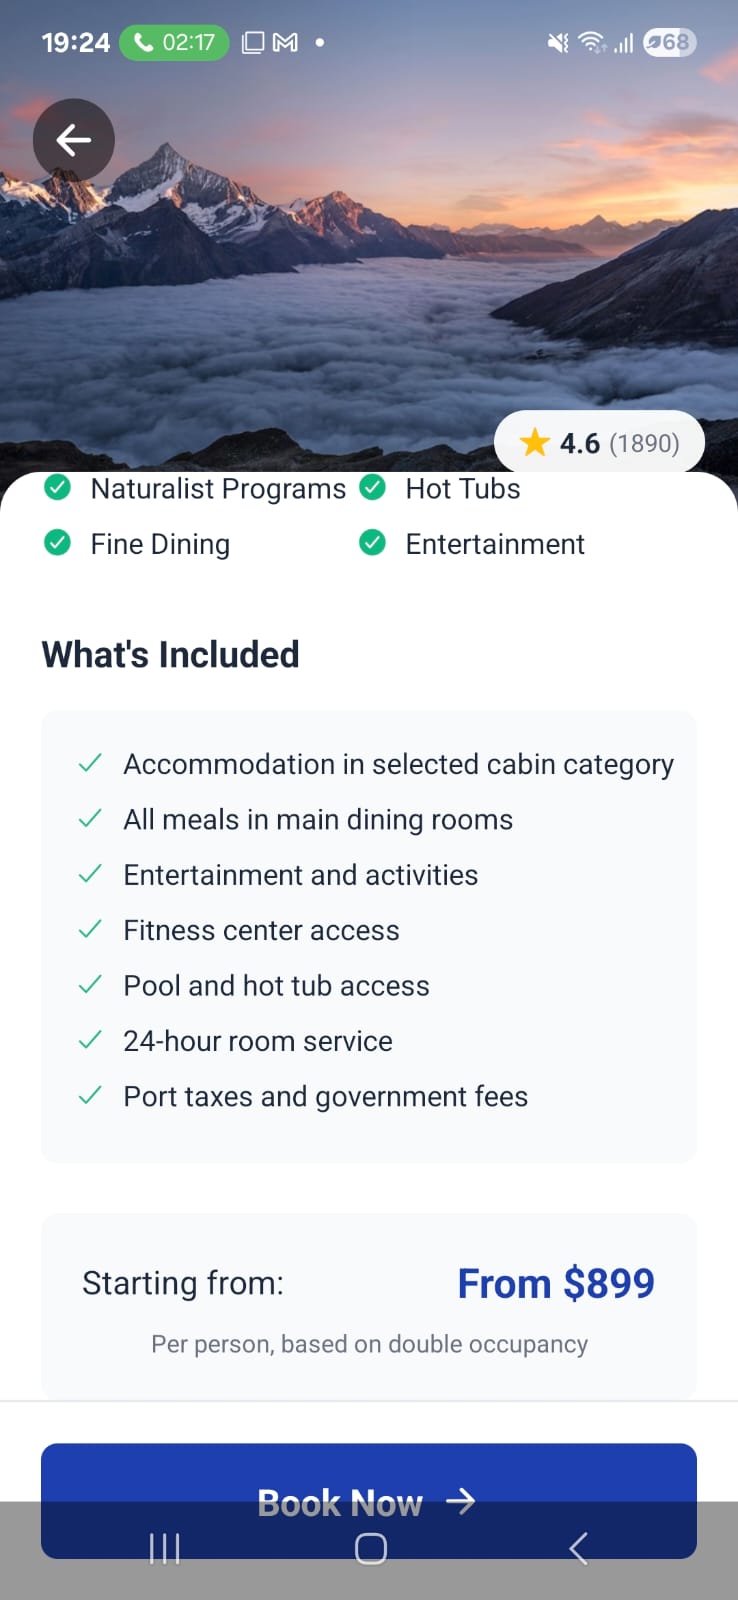 19:24 02:17 68
4.6 (1890)
Naturalist Programs Hot Tubs
Fine Dining Entertainment
What's Included
Accommodation in selected cabin category
All meals in main dining rooms
Entertainment and activities
Fitness center access
Pool and hot tub access
24-hour room service
Port taxes and government fees
Starting from: From $899
Per person, based on double occupancy
Book Now →